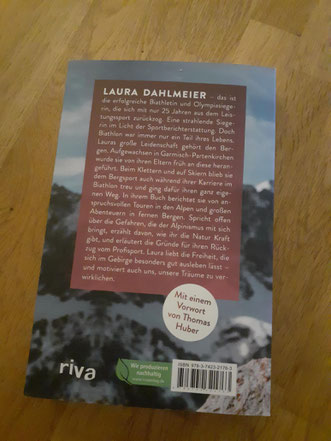 LAURA DAHLMEIER – das ist
die erfolgreiche Biathletin und Olympiasiege-
rin, die sich mit nur 25 Jahren aus dem Leis-
tungssport zurückzog. Eine strahlende Siege-
rin im Licht der Sportberichterstattung. Doch
Biathlon war immer nur ein Teil ihres Lebens.
Lauras große Leidenschaft gehört den Ber-
gen. Aufgewachsen in Garmisch-Partenkirchen
wurde sie von ihren Eltern früh an diese heran-
geführt. Beim Klettern und auf Skiern blieb sie
dem Bergsport auch während ihrer Karriere im
Biathlon treu und ging dafür ihren ganz eige-
nen Weg. In ihrem Buch berichtet sie von an-
spruchsvollen Touren in den Alpen und großen
Abenteuern in fernen Bergen. Spricht offen
über die Gefahren, die der Alpinismus mit sich
bringt, erzählt davon, wie ihr die Natur Kraft
gibt, und erläutert die Gründe für ihren Rück-
zug vom Profisport. Laura liebt die Freiheit, die
sich im Gebirge besonders gut ausleben lässt –
und motiviert auch uns, unsere Träume zu ver-
wirklichen.
Mit einem
Vorwort
von Thomas
Huber
riva
Wir produzieren
nachhaltig